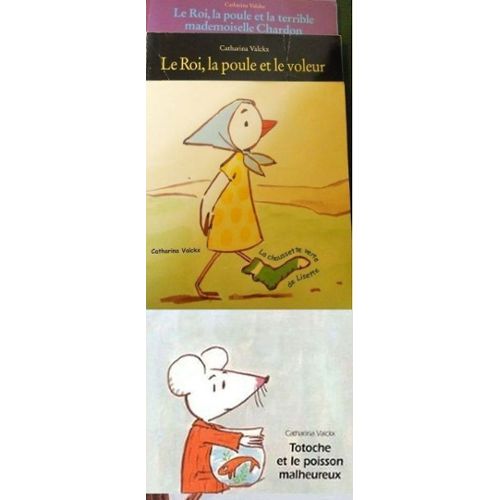 Catharina Valckx
Le Roi, la poule et la terrible
mademoiselle Chardon
Catharina Valckx
Le Roi, la poule et le voleur
Catharina Valckx
La chaussette verte
de Lisette
Catharina Valckx
Totoche
et le poisson
malheureux